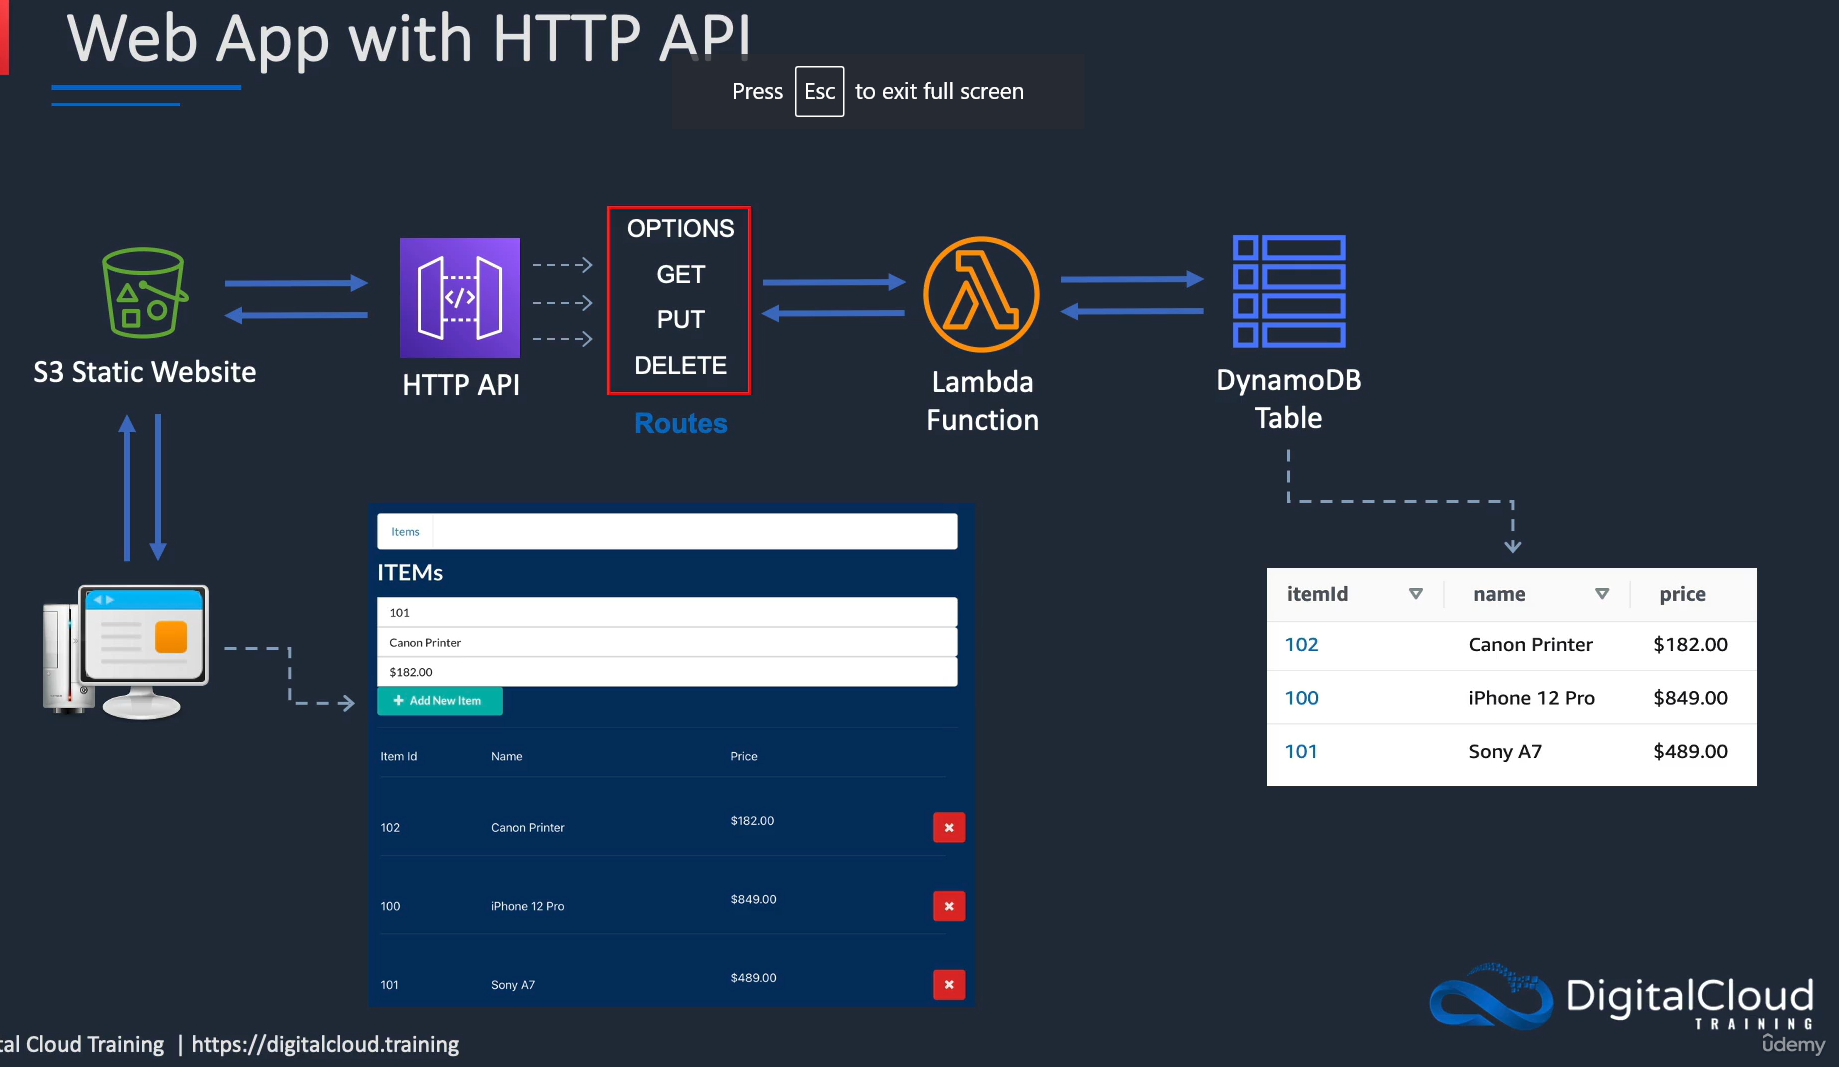 Web App with HTTP API
Press Esc to exit full screen
OPTIONS
GET
PUT
DELETE
Routes
S3 Static Website
HTTP API
Lambda
Function
DynamoDB
Table
Items
ITEMs
101
Canon Printer
$182.00
+ Add New Item
Item Id Name Price
102 Canon Printer $182.00
100 iPhone 12 Pro $849.00
101 Sony A7 $489.00
itemId name price
102 Canon Printer $182.00
100 iPhone 12 Pro $849.00
101 Sony A7 $489.00
DigitalCloud
TRAINING
tal Cloud Training | https://digitalcloud.training
ûdemy